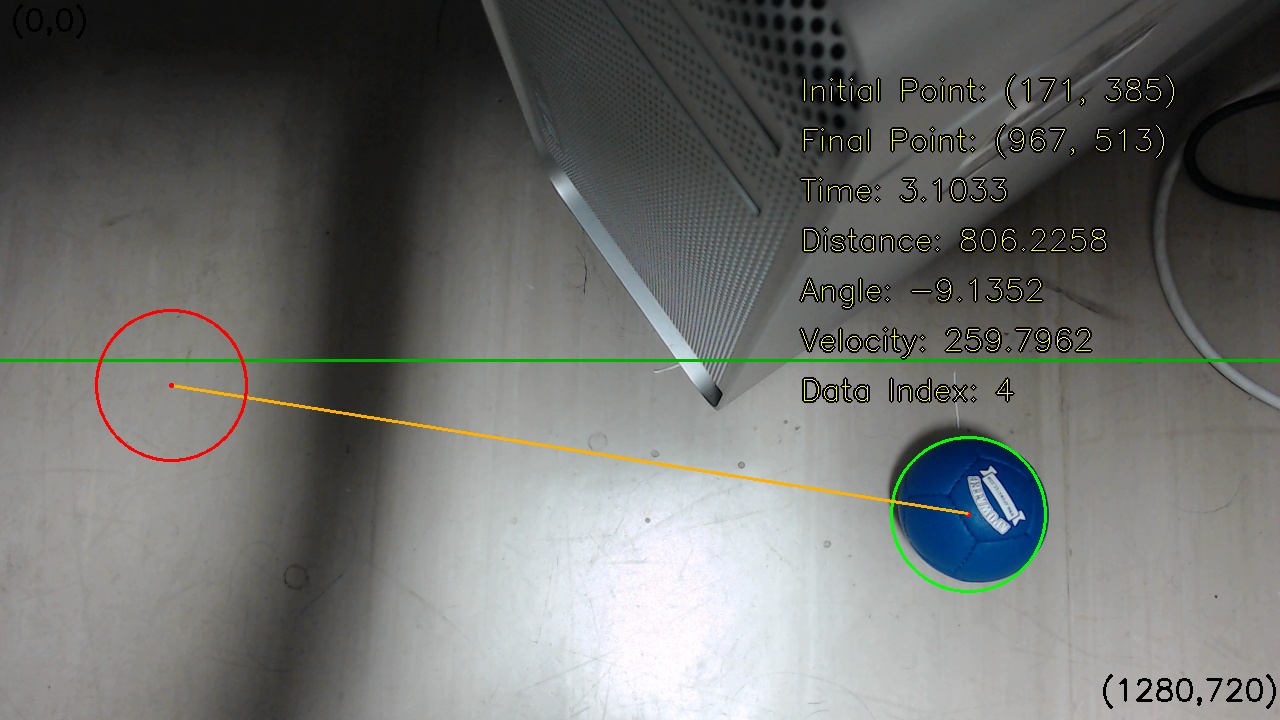 (0,0)
Initial Point: (171, 385)
Final Point: (967, 513)
Time: 3.1033
Distance: 806.2258
Angle: -9.1352
Velocity: 259.7962
Data Index: 4
(1280,720)